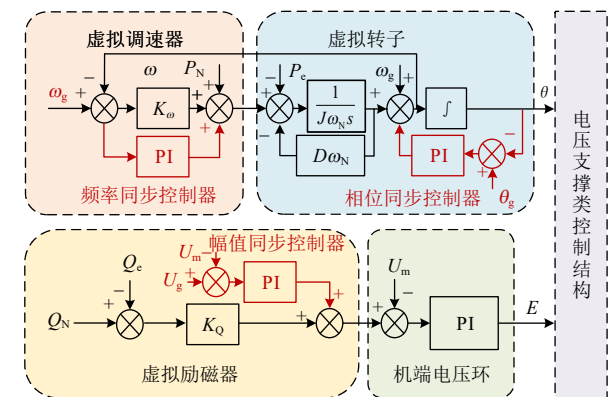 虚拟调速器
虚拟转子
ω
P_N
P_e
ω_g
ω_g
K_ω
1
Jω_N s
∫
θ
PI
Dω_N
PI
频率同步控制器
相位同步控制器
θ_g
电压支撑类控制结构
U_m
幅值同步控制器
Q_e
U_g
PI
U_m
Q_N
K_Q
PI
E
虚拟励磁器
机端电压环